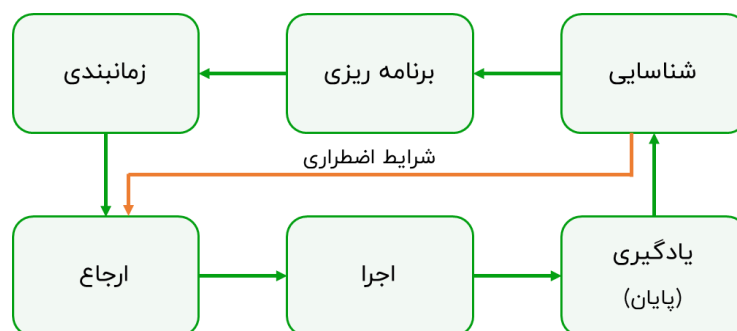 شناسایی
برنامه ریزی
زمانبندی
شرایط اضطراری
ارجاع
اجرا
یادگیری
(پایان)